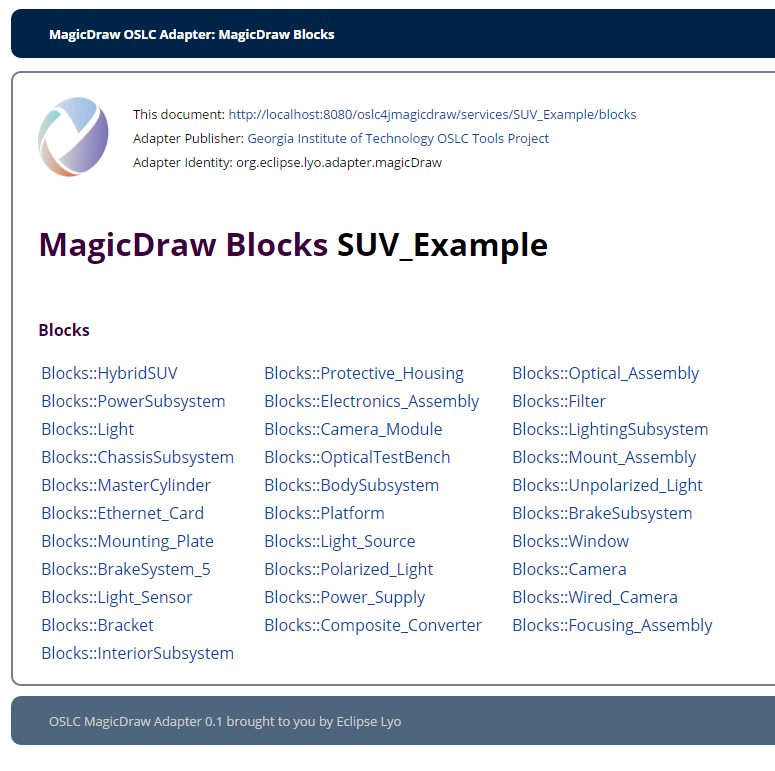 MagicDraw OSLC Adapter: MagicDraw Blocks
This document: http://localhost:8080/oslc4jmagicdraw/services/SUV_Example/blocks
Adapter Publisher: Georgia Institute of Technology OSLC Tools Project
Adapter Identity: org.eclipse.lyo.adapter.magicDraw
MagicDraw Blocks SUV_Example
Blocks
Blocks::HybridSUV Blocks::Protective_Housing Blocks::Optical_Assembly
Blocks::PowerSubsystem Blocks::Electronics_Assembly Blocks::Filter
Blocks::Light Blocks::Camera_Module Blocks::LightingSubsystem
Blocks::ChassisSubsystem Blocks::OpticalTestBench Blocks::Mount_Assembly
Blocks::MasterCylinder Blocks::BodySubsystem Blocks::Unpolarized_Light
Blocks::Ethernet_Card Blocks::Platform Blocks::BrakeSubsystem
Blocks::Mounting_Plate Blocks::Light_Source Blocks::Window
Blocks::BrakeSystem_5 Blocks::Polarized_Light Blocks::Camera
Blocks::Light_Sensor Blocks::Power_Supply Blocks::Wired_Camera
Blocks::Bracket Blocks::Composite_Converter Blocks::Focusing_Assembly
Blocks::InteriorSubsystem
OSLC MagicDraw Adapter 0.1 brought to you by Eclipse Lyo